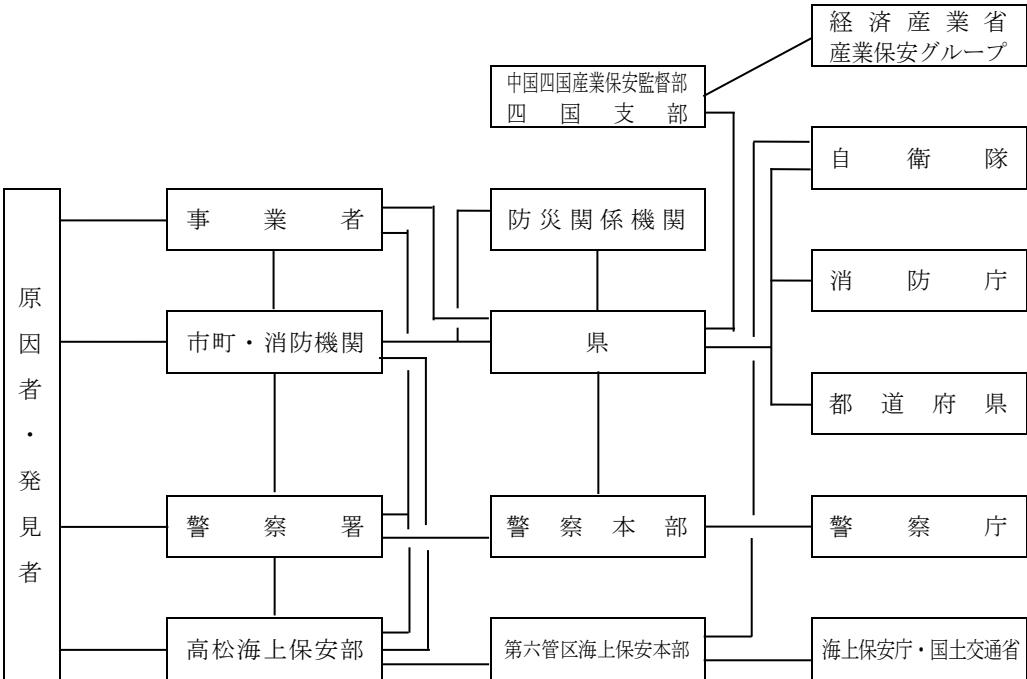 経済産業省
産業保安グループ
中国四国産業保安監督部
四国支部
自衛隊
事業者
防災関係機関
消防庁
原因者・発見者
市町・消防機関
県
都道府県
警察署
警察本部
警察庁
高松海上保安部
第六管区海上保安本部
海上保安庁・国土交通省